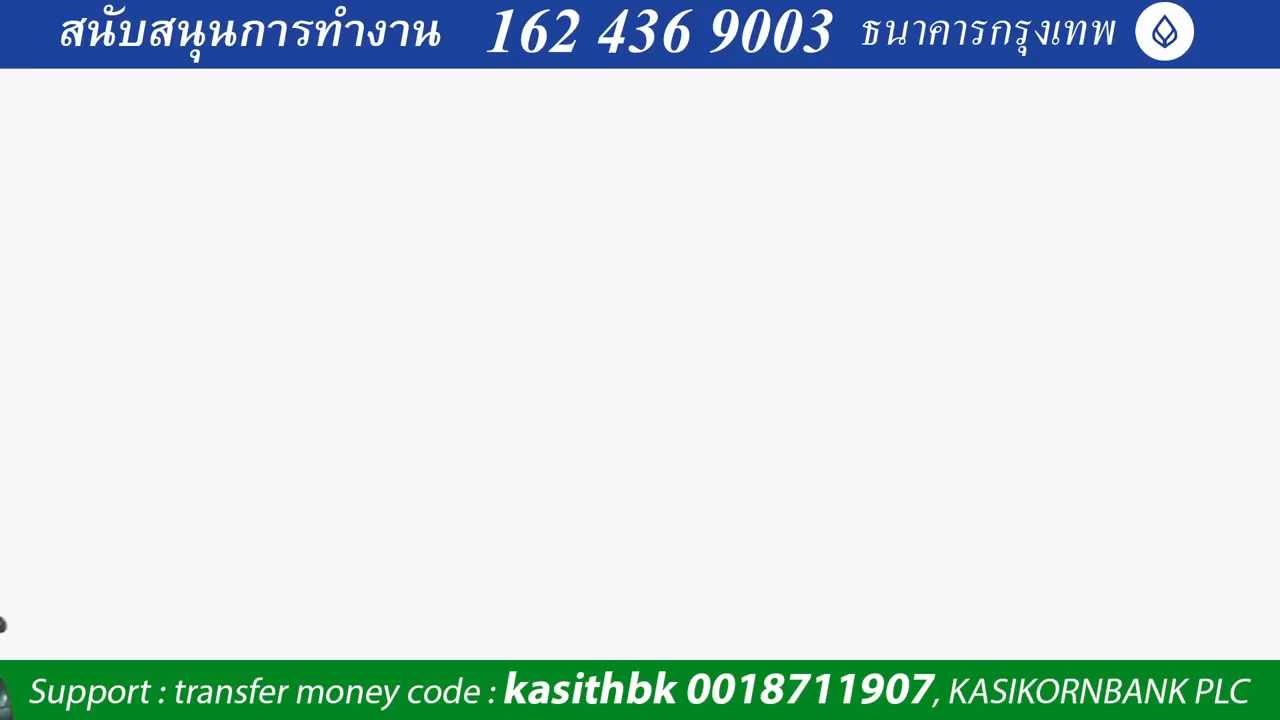 สนับสนุนการทำงาน 162 436 9003 ธนาคารกรุงเทพ
Support : transfer money code : kasithbk 0018711907, KASIKORNBANK PLC